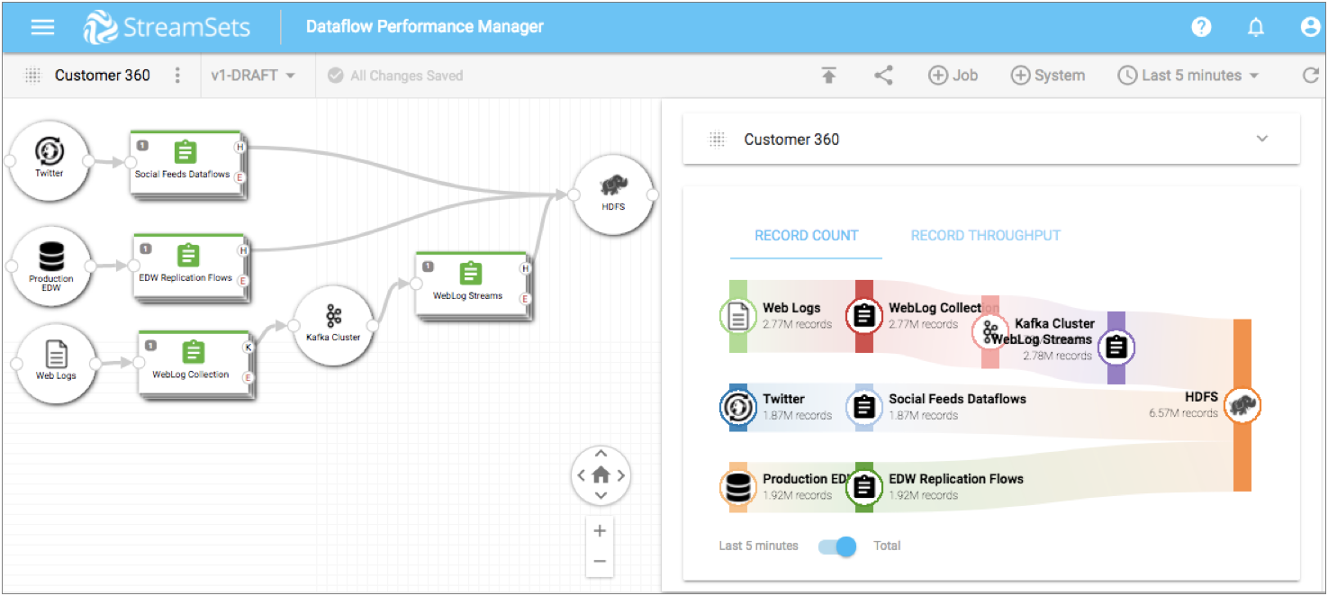 StreamSets
Dataflow Performance Manager
Customer 360
v1-DRAFT
All Changes Saved
Job
System
Last 5 minutes
Twitter
1
Social Feeds Dataflows
H
E
HDFS
Production
EDW
1
EDW Replication Flows
H
E
1
WebLog Streams
H
E
Kafka Cluster
Web Logs
1
WebLog Collection
K
E
Customer 360
RECORD COUNT
RECORD THROUGHPUT
Web Logs
2.77M records
WebLog Collection
2.77M records
Kafka Cluster
WebLog Streams
2.78M records
Twitter
1.87M records
Social Feeds Dataflows
1.87M records
HDFS
6.57M records
Production EDW
1.92M records
EDW Replication Flows
1.92M records
Last 5 minutes
Total